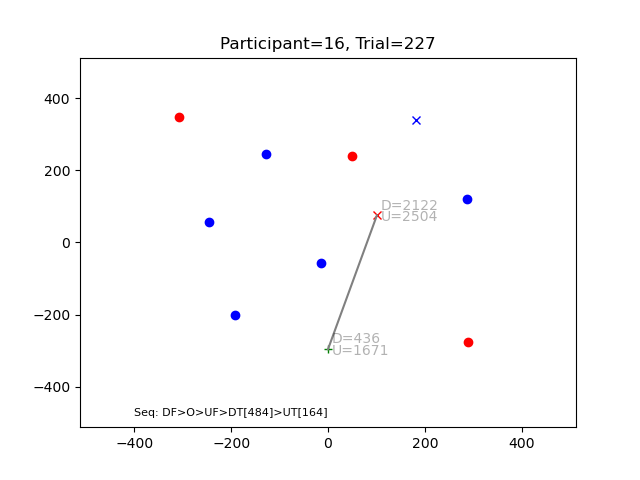 Participant=16, Trial=227
400
200
0
−200
−400
D=2122
U=2504
D=436
U=1671
Seq: DF>O>UF>DT[484]>UT[164]
−400
−200
0
200
400